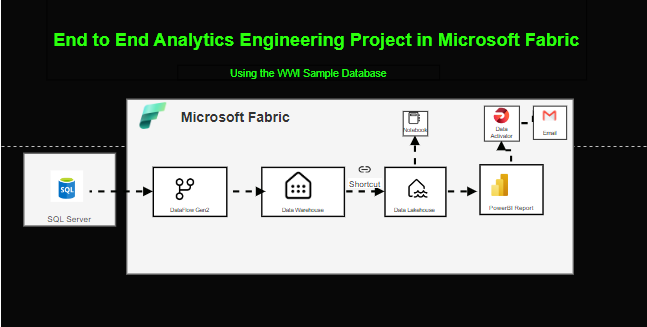 End to End Analytics Engineering Project in Microsoft Fabric
Using the WWI Sample Database
Microsoft Fabric
Notebook
Data
Activator
Email
SQL
SQL Server
DataFlow Gen2
Data Warehouse
Shortcut
Data Lakehouse
PowerBI Report